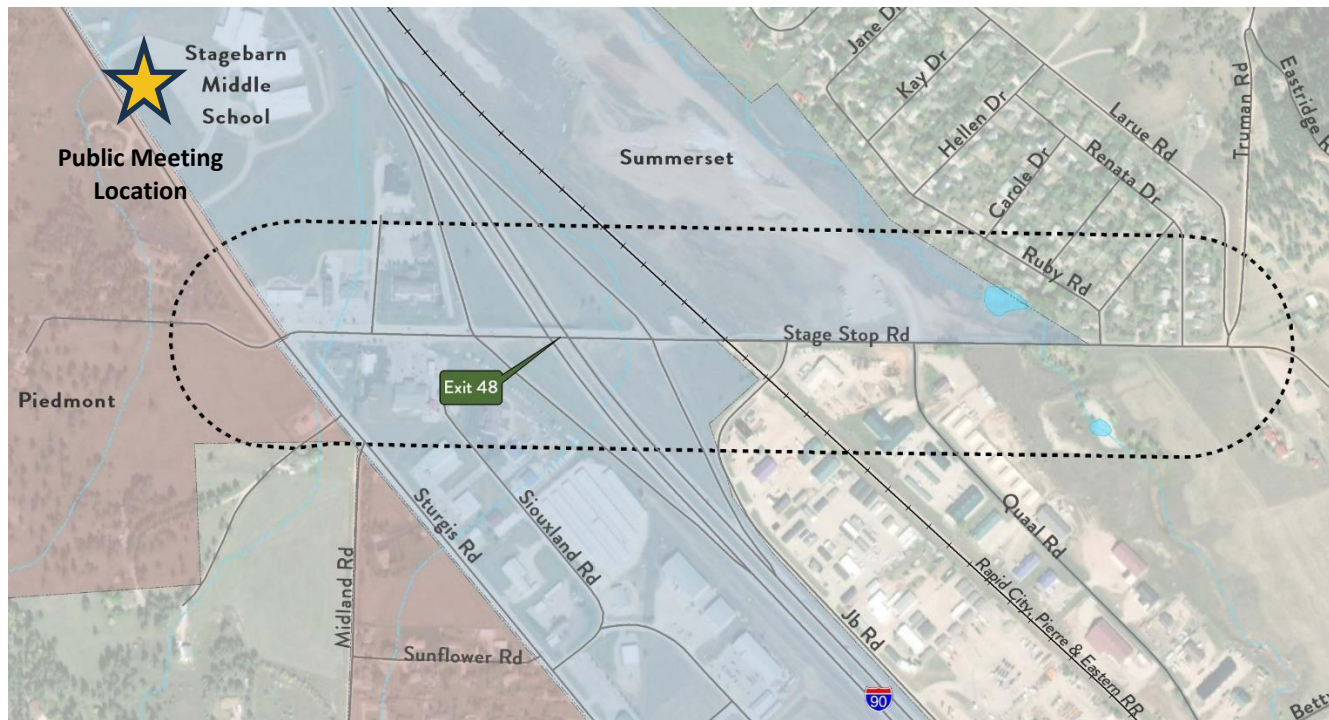 Stagebarn
Middle
School
Public Meeting
Location
Summerset
Jane Dr
Kay Dr
Hellen Dr
Carole Dr
Renata Dr
Larue Rd
Truman Rd
Eastridge R
Ruby Rd
Stage Stop Rd
Exit 48
Piedmont
Sturgis Rd
Siouxland Rd
Midland Rd
Sunflower Rd
Jb Rd
Quaal Rd
Rapid City, Pierre & Eastern RR
90
Betty